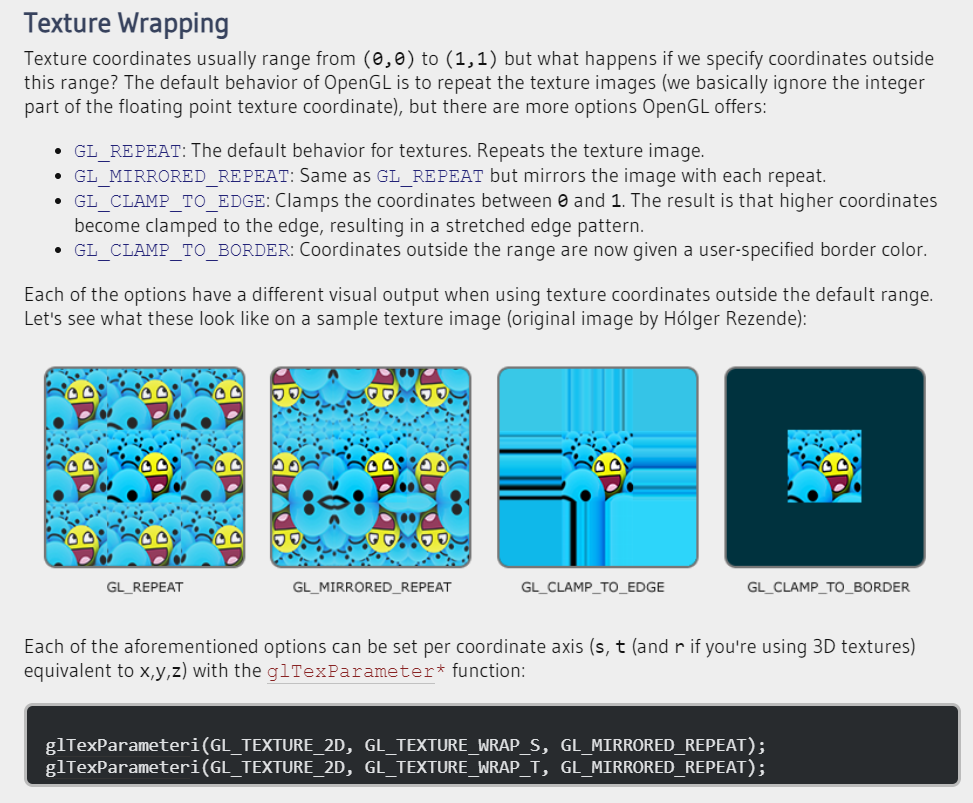 Texture Wrapping
Texture coordinates usually range from (0,0) to (1,1) but what happens if we specify coordinates outside
this range? The default behavior of OpenGL is to repeat the texture images (we basically ignore the integer
part of the floating point texture coordinate), but there are more options OpenGL offers:
• GL_REPEAT: The default behavior for textures. Repeats the texture image.
• GL_MIRRORED_REPEAT: Same as GL_REPEAT but mirrors the image with each repeat.
• GL_CLAMP_TO_EDGE: Clamps the coordinates between 0 and 1. The result is that higher coordinates
become clamped to the edge, resulting in a stretched edge pattern.
• GL_CLAMP_TO_BORDER: Coordinates outside the range are now given a user-specified border color.
Each of the options have a different visual output when using texture coordinates outside the default range.
Let's see what these look like on a sample texture image (original image by Hólger Rezende):
GL_REPEAT GL_MIRRORED_REPEAT GL_CLAMP_TO_EDGE GL_CLAMP_TO_BORDER
Each of the aforementioned options can be set per coordinate axis (s, t (and r if you're using 3D textures)
equivalent to x,y,z) with the glTexParameter* function:
glTexParameteri(GL_TEXTURE_2D, GL_TEXTURE_WRAP_S, GL_MIRRORED_REPEAT);
glTexParameteri(GL_TEXTURE_2D, GL_TEXTURE_WRAP_T, GL_MIRRORED_REPEAT);